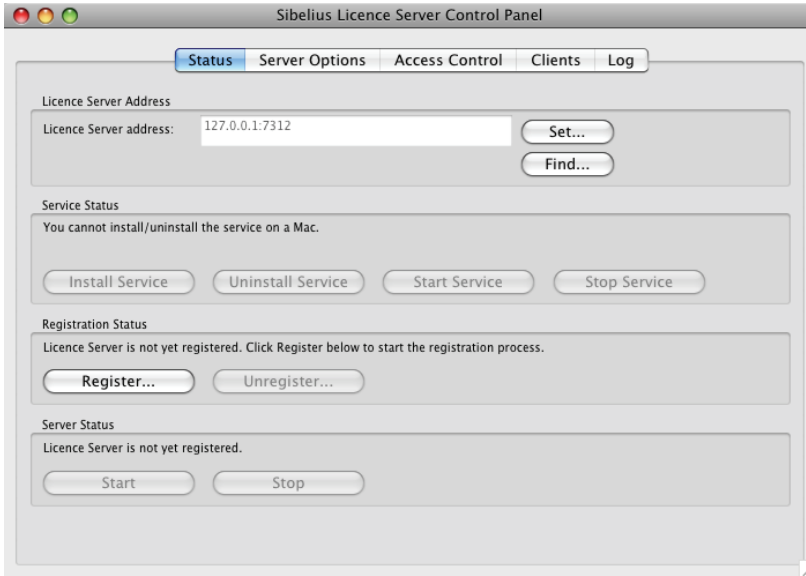 Sibelius Licence Server Control Panel
Status Server Options Access Control Clients Log
Licence Server Address
Licence Server address: 127.0.0.1:7312 Set...
Find...
Service Status
You cannot install/uninstall the service on a Mac.
Install Service Uninstall Service Start Service Stop Service
Registration Status
Licence Server is not yet registered. Click Register below to start the registration process.
Register... Unregister...
Server Status
Licence Server is not yet registered.
Start Stop